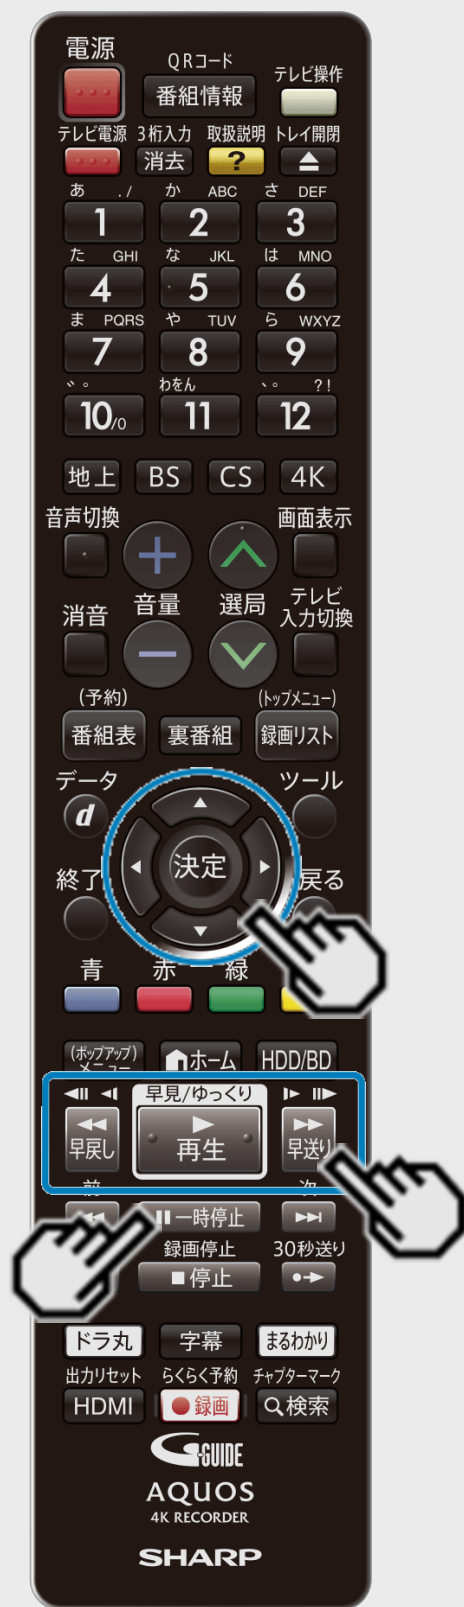 電源
QRコード
番組情報
テレビ操作
テレビ電源 3桁入力 取扱説明 トレイ開閉
消去 ?
あ ./ か ABC さ DEF
1 2 3
た GHI な JKL は MNO
4 5 6
ま PQRS や TUV ら WXYZ
7 8 9
゛゜ わをん 、。 ?!
10/0 11 12
地上 BS CS 4K
音声切換 画面表示
音量 選局
消音 テレビ入力切換
(予約) (トップメニュー)
番組表 裏番組 録画リスト
データ ツール
d 決定
終了 戻る
青 赤 緑
(ポップアップ)
メニュー ホーム HDD/BD
早見/ゆっくり
早戻し 再生 早送り
前 次
一時停止
録画停止 30秒送り
停止
ドラ丸 字幕 まるわかり
出力リセット らくらく予約 チャプターマーク
HDMI 録画 検索
G-GUIDE
AQUOS
4K RECORDER
SHARP